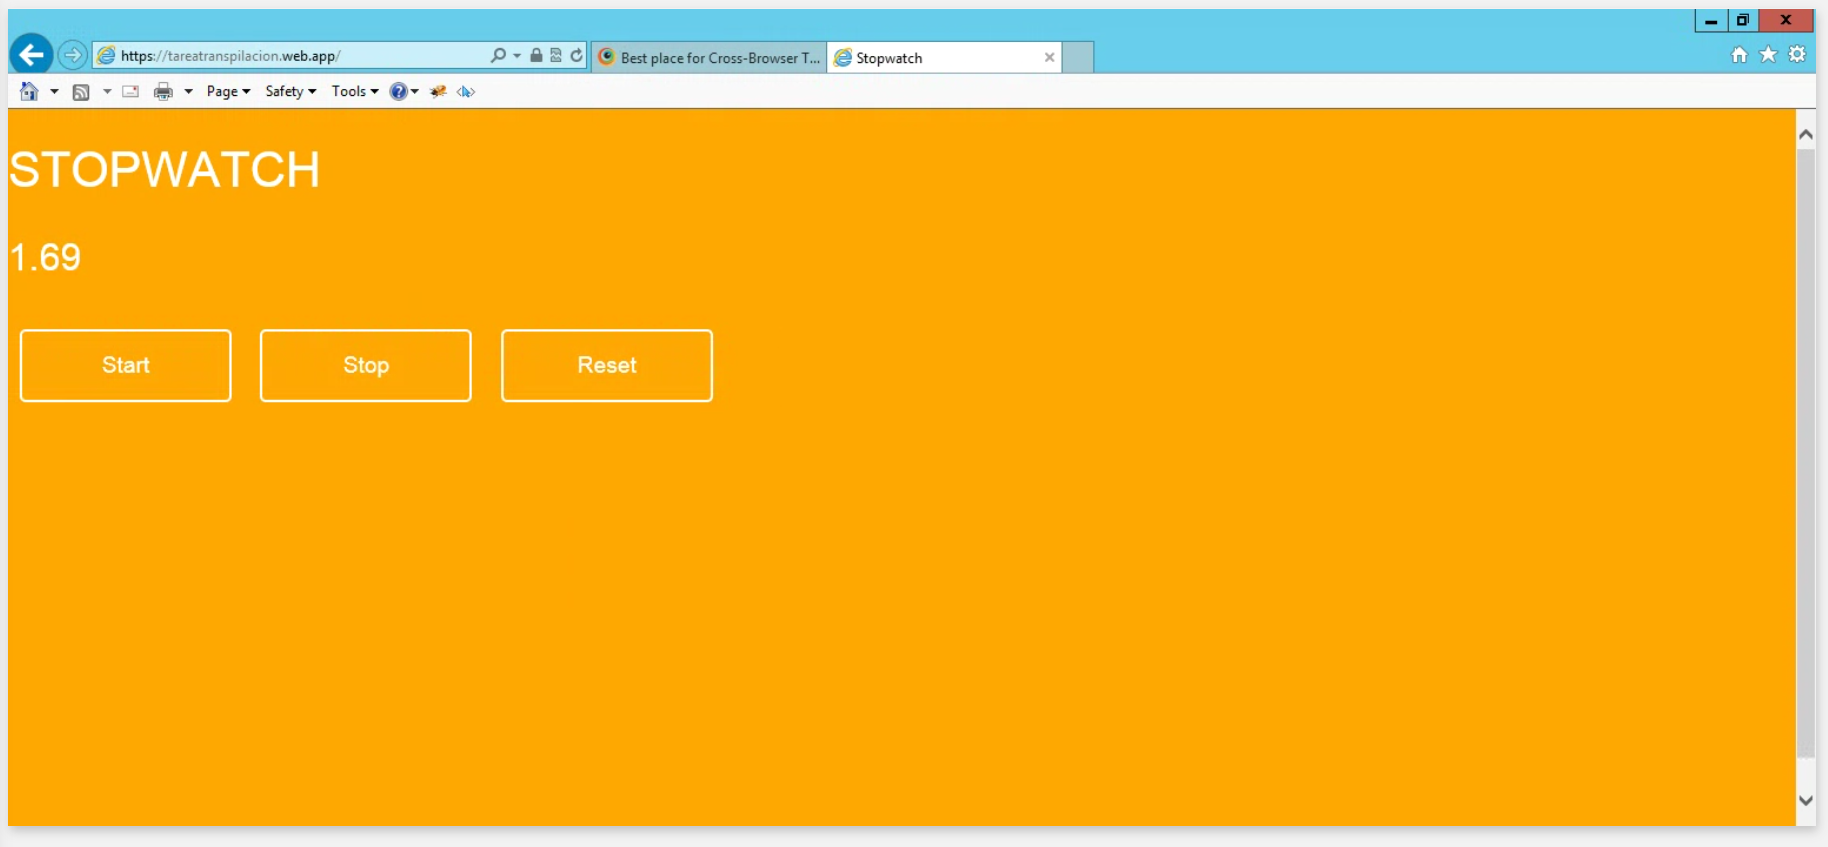 https://tareatranspilacion.web.app/
Best place for Cross-Browser T...
Stopwatch
Page
Safety
Tools
STOPWATCH
1.69
Start
Stop
Reset